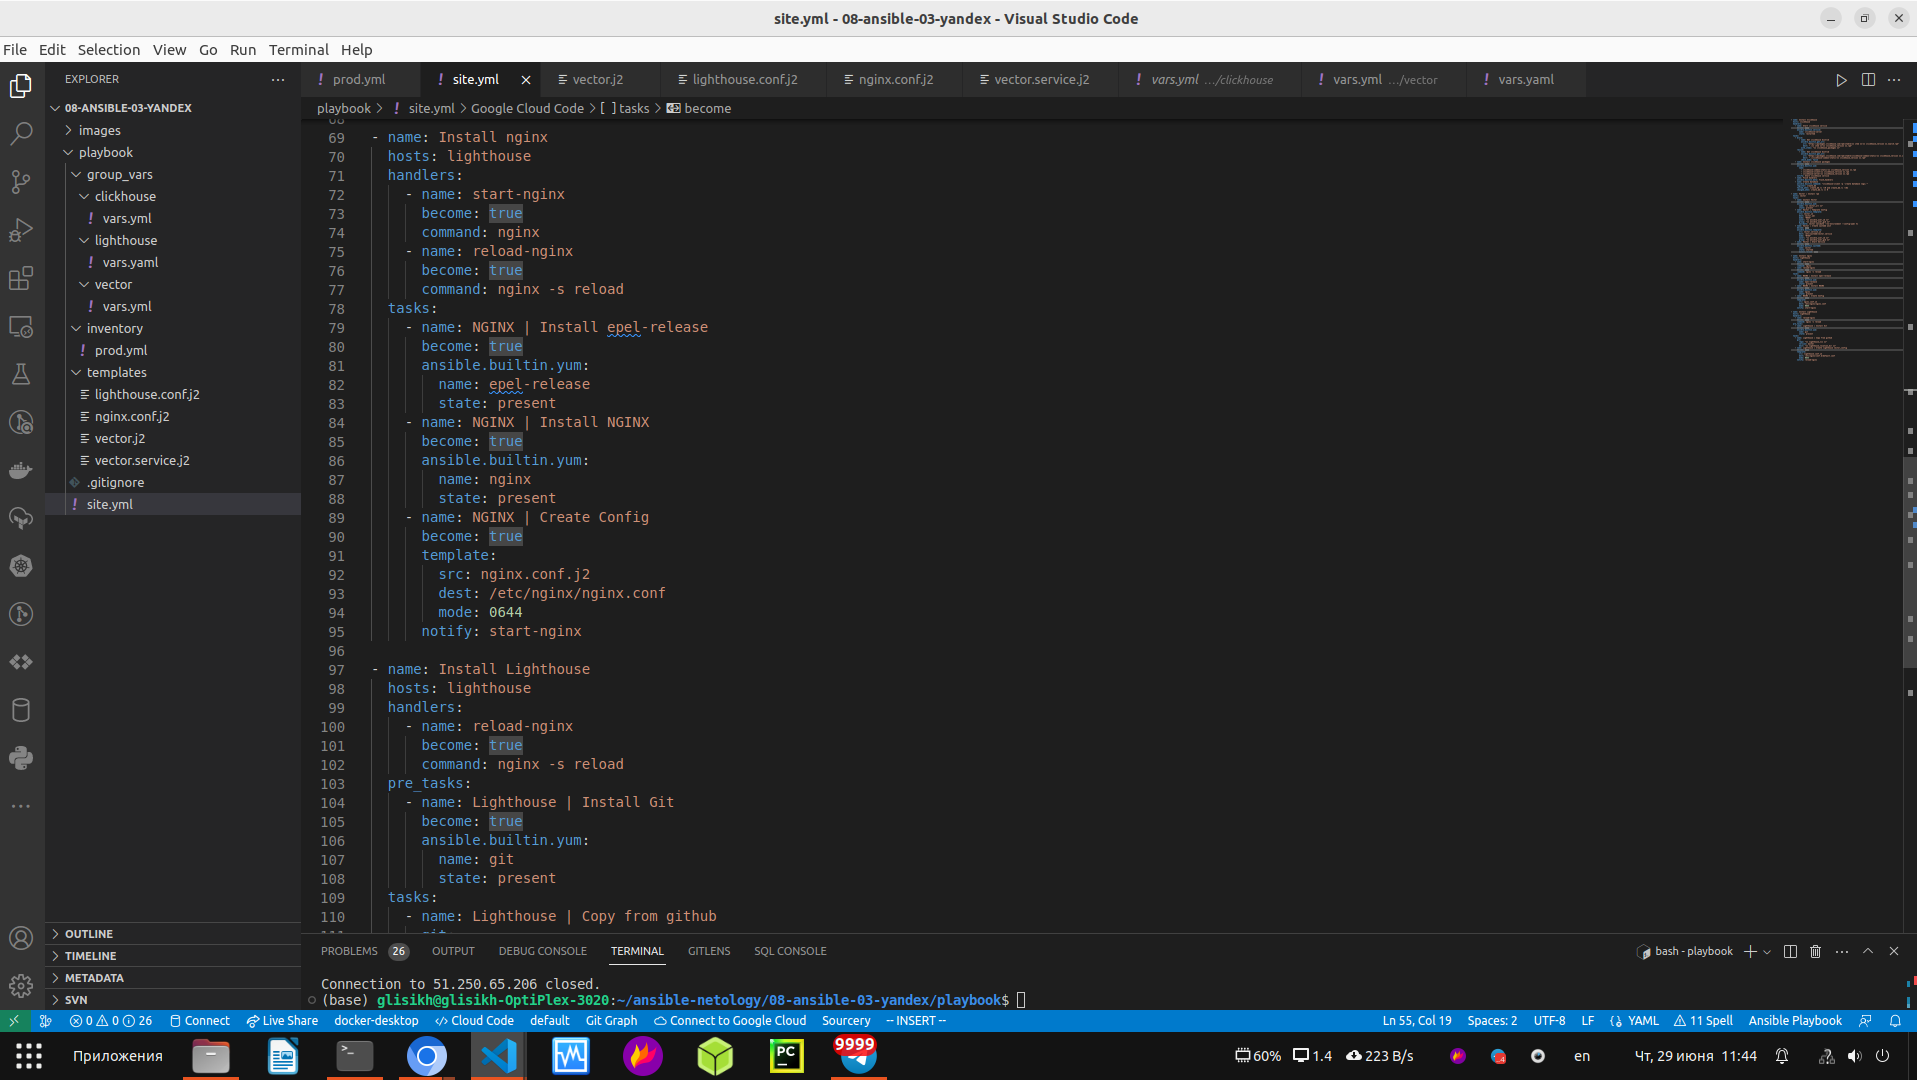 site.yml - 08-ansible-03-yandex - Visual Studio Code
File Edit Selection View Go Run Terminal Help
EXPLORER
08-ANSIBLE-03-YANDEX
images
playbook
group_vars
clickhouse
vars.yml
lighthouse
vars.yaml
vector
vars.yml
inventory
prod.yml
templates
lighthouse.conf.j2
nginx.conf.j2
vector.j2
vector.service.j2
.gitignore
site.yml
OUTLINE
TIMELINE
METADATA
SVN
prod.yml site.yml vector.j2 lighthouse.conf.j2 nginx.conf.j2 vector.service.j2 vars.yml .../clickhouse vars.yml .../vector vars.yaml
playbook > ! site.yml > Google Cloud Code > [ ] tasks > become
68
69 - name: Install nginx
70 hosts: lighthouse
71 handlers:
72 - name: start-nginx
73 become: true
74 command: nginx
75 - name: reload-nginx
76 become: true
77 command: nginx -s reload
78 tasks:
79 - name: NGINX | Install epel-release
80 become: true
81 ansible.builtin.yum:
82 name: epel-release
83 state: present
84 - name: NGINX | Install NGINX
85 become: true
86 ansible.builtin.yum:
87 name: nginx
88 state: present
89 - name: NGINX | Create Config
90 become: true
91 template:
92 src: nginx.conf.j2
93 dest: /etc/nginx/nginx.conf
94 mode: 0644
95 notify: start-nginx
96
97 - name: Install Lighthouse
98 hosts: lighthouse
99 handlers:
100 - name: reload-nginx
101 become: true
102 command: nginx -s reload
103 pre_tasks:
104 - name: Lighthouse | Install Git
105 become: true
106 ansible.builtin.yum:
107 name: git
108 state: present
109 tasks:
110 - name: Lighthouse | Copy from github
PROBLEMS 26 OUTPUT DEBUG CONSOLE TERMINAL GITLENS SQL CONSOLE
bash - playbook
Connection to 51.250.65.206 closed.
(base) glisikh@glisikh-OptiPlex-3020:~/ansible-netology/08-ansible-03-yandex/playbook$
0 0 26 Connect Live Share docker-desktop Cloud Code default Git Graph Connect to Google Cloud Sourcery -- INSERT --
Ln 55, Col 19 Spaces: 2 UTF-8 LF YAML 11 Spell Ansible Playbook
Приложения
PC
9999
60% 1.4 223 B/s en Чт, 29 июня 11:44